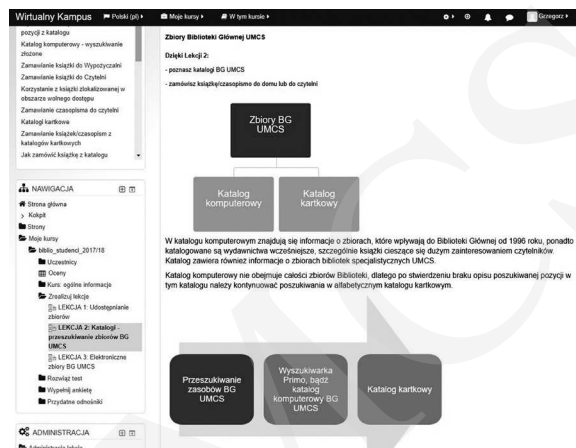 Wirtualny Kampus Polski (pl) Moje kursy W tym kursie Grzegorz
pozycji z katalogu
Katalog komputerowy - wyszukiwanie
złożone
Zamawianie książki do Wypożyczalni
Zamawianie książki do Czytelni
Korzystanie z książki zlokalizowanej w
obszarze wolnego dostępu
Zamawianie czasopisma do czytelni
Katalogi kartkowe
Zamawianie książek/czasopism z
katalogów kartkowych
Jak zamówić książkę z katalogu
NAWIGACJA
Strona główna
Kokpit
Strony
Moje kursy
biblio_studenci_2017/18
Uczestnicy
Oceny
Kurs: ogólne informacje
Zrealizuj lekcje
LEKCJA 1: Udostępnianie
zbiorów
LEKCJA 2: Katalogi -
przeszukiwanie zbiorów BG
UMCS
LEKCJA 3: Elektroniczne
zbiory BG UMCS
Rozwiąż test
Wypełnij ankietę
Przydatne odnośniki
ADMINISTRACJA
Administracja lekcją
Zbiory Biblioteki Głównej UMCS
Dzięki Lekcji 2:
- poznasz katalogi BG UMCS
- zamówisz książkę/czasopismo do domu lub do czytelni
Zbiory BG
UMCS
Katalog
komputerowy
Katalog
kartkowy
W katalogu komputerowym znajdują się informacje o zbiorach, które wpływają do Biblioteki Głównej od 1996 roku, ponadto
katalogowane są wydawnictwa wcześniejsze, szczególnie książki cieszące się dużym zainteresowaniem czytelników.
Katalog zawiera również informacje o zbiorach bibliotek specjalistycznych UMCS.
Katalog komputerowy nie obejmuje całości zbiorów Biblioteki, dlatego po stwierdzeniu braku opisu poszukiwanej pozycji w
tym katalogu należy kontynuować poszukiwania w alfabetycznym katalogu kartkowym.
Przeszukiwanie
zasobów BG
UMCS
Wyszukiwarka
Primo, bądź
katalog
komputerowy BG
UMCS
Katalog kartkowy